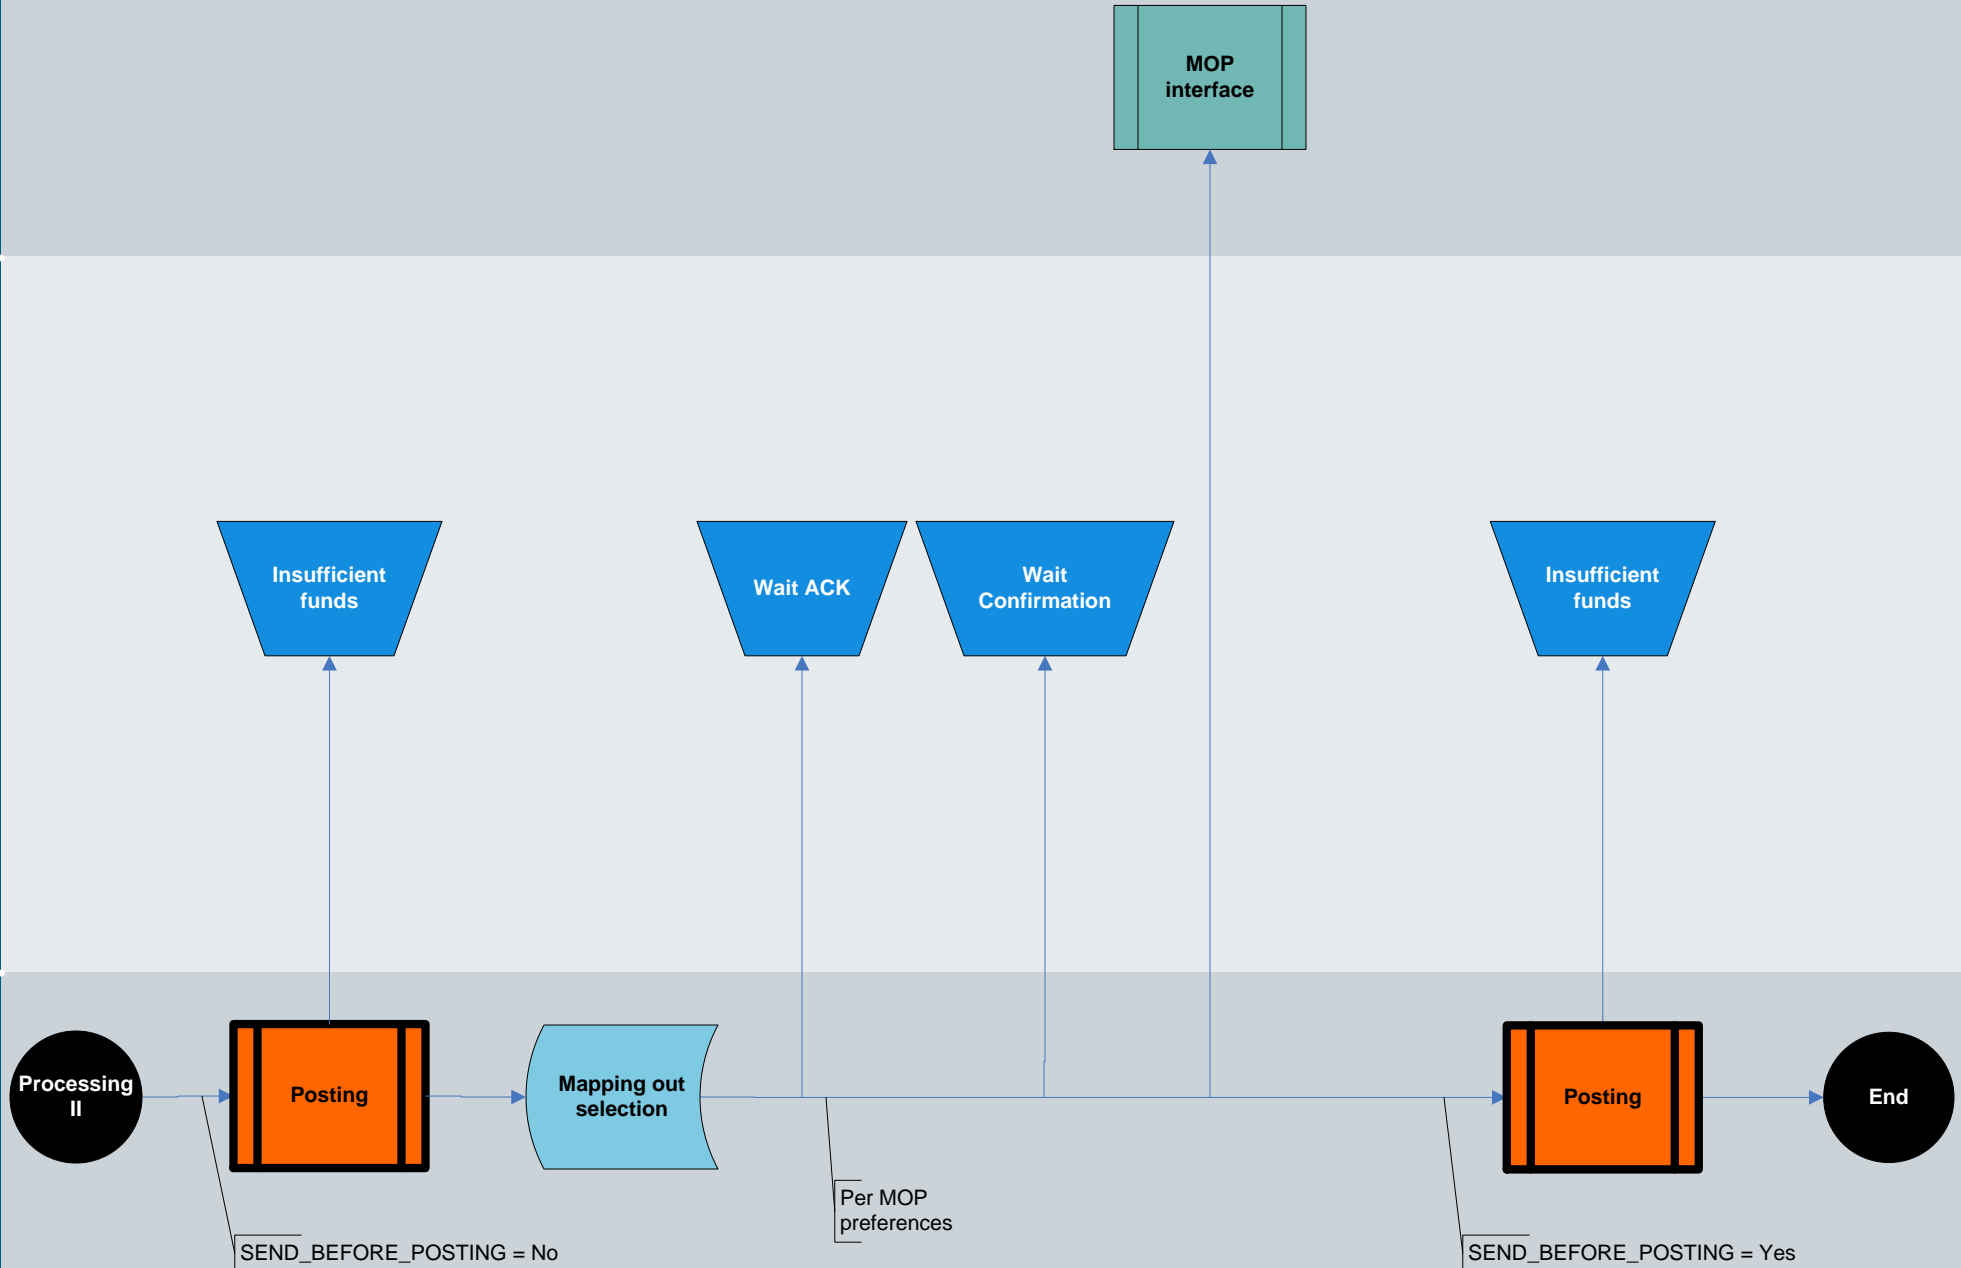 MOP
interface
Insufficient
funds
Wait ACK
Wait
Confirmation
Insufficient
funds
Processing
II
Posting
Mapping out
selection
Posting
End
Per MOP
preferences
SEND_BEFORE_POSTING = No
SEND_BEFORE_POSTING = Yes